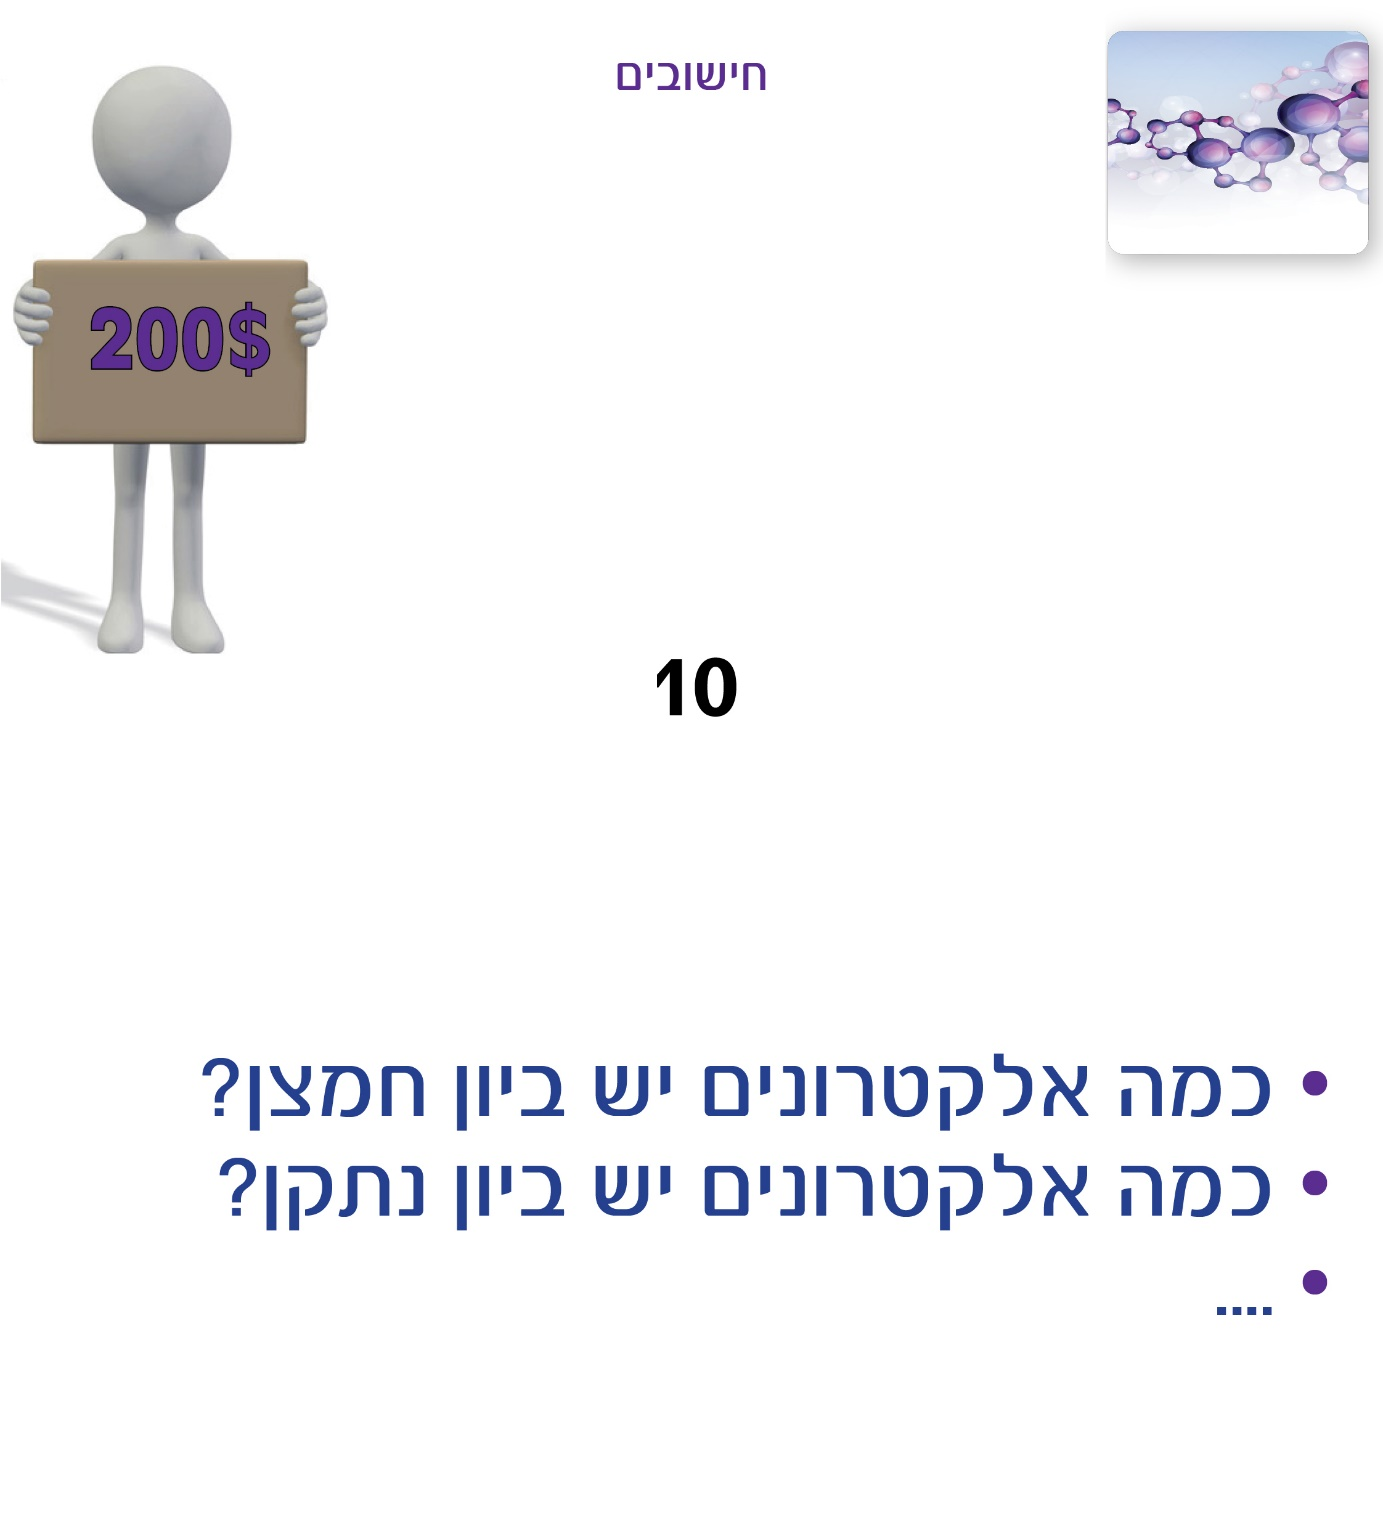 חישובים
200$
10
• כמה אלקטרונים יש ביון חמצן?
• כמה אלקטרונים יש ביון נתקן?
• ....